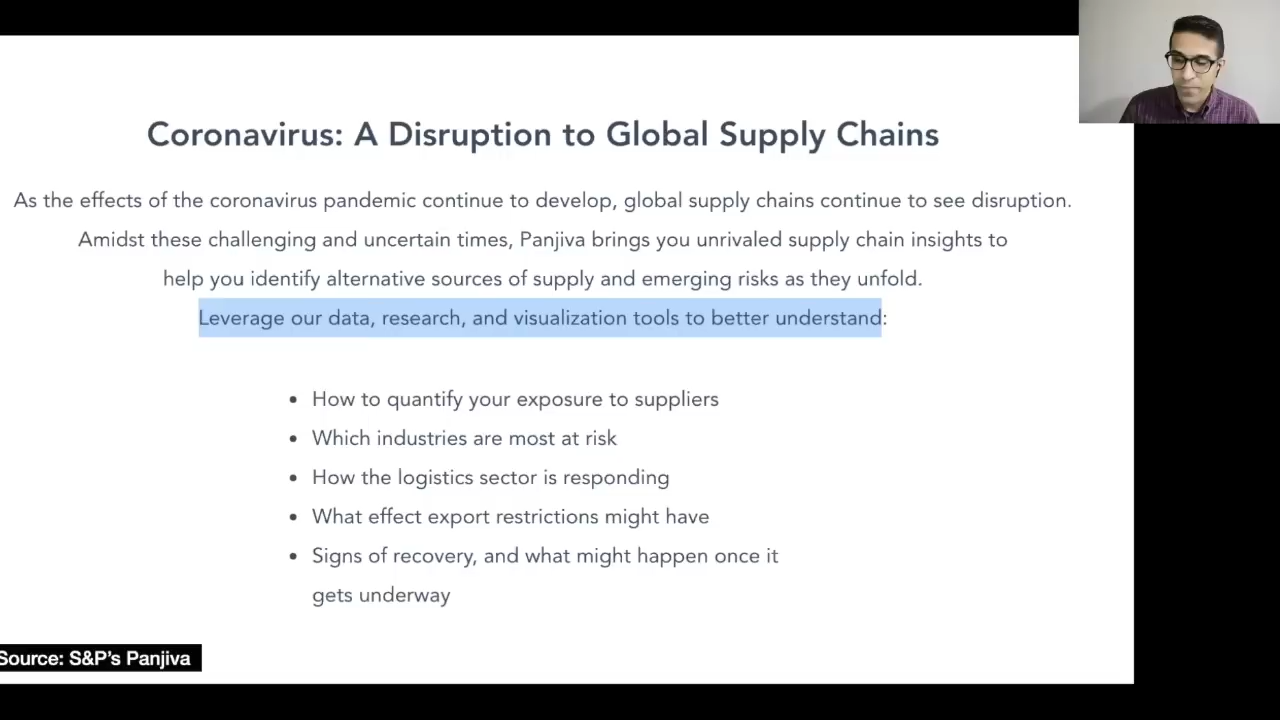 Coronavirus: A Disruption to Global Supply Chains
As the effects of the coronavirus pandemic continue to develop, global supply chains continue to see disruption.
Amidst these challenging and uncertain times, Panjiva brings you unrivaled supply chain insights to
help you identify alternative sources of supply and emerging risks as they unfold.
Leverage our data, research, and visualization tools to better understand:
• How to quantify your exposure to suppliers
• Which industries are most at risk
• How the logistics sector is responding
• What effect export restrictions might have
• Signs of recovery, and what might happen once it
gets underway
Source: S&P's Panjiva